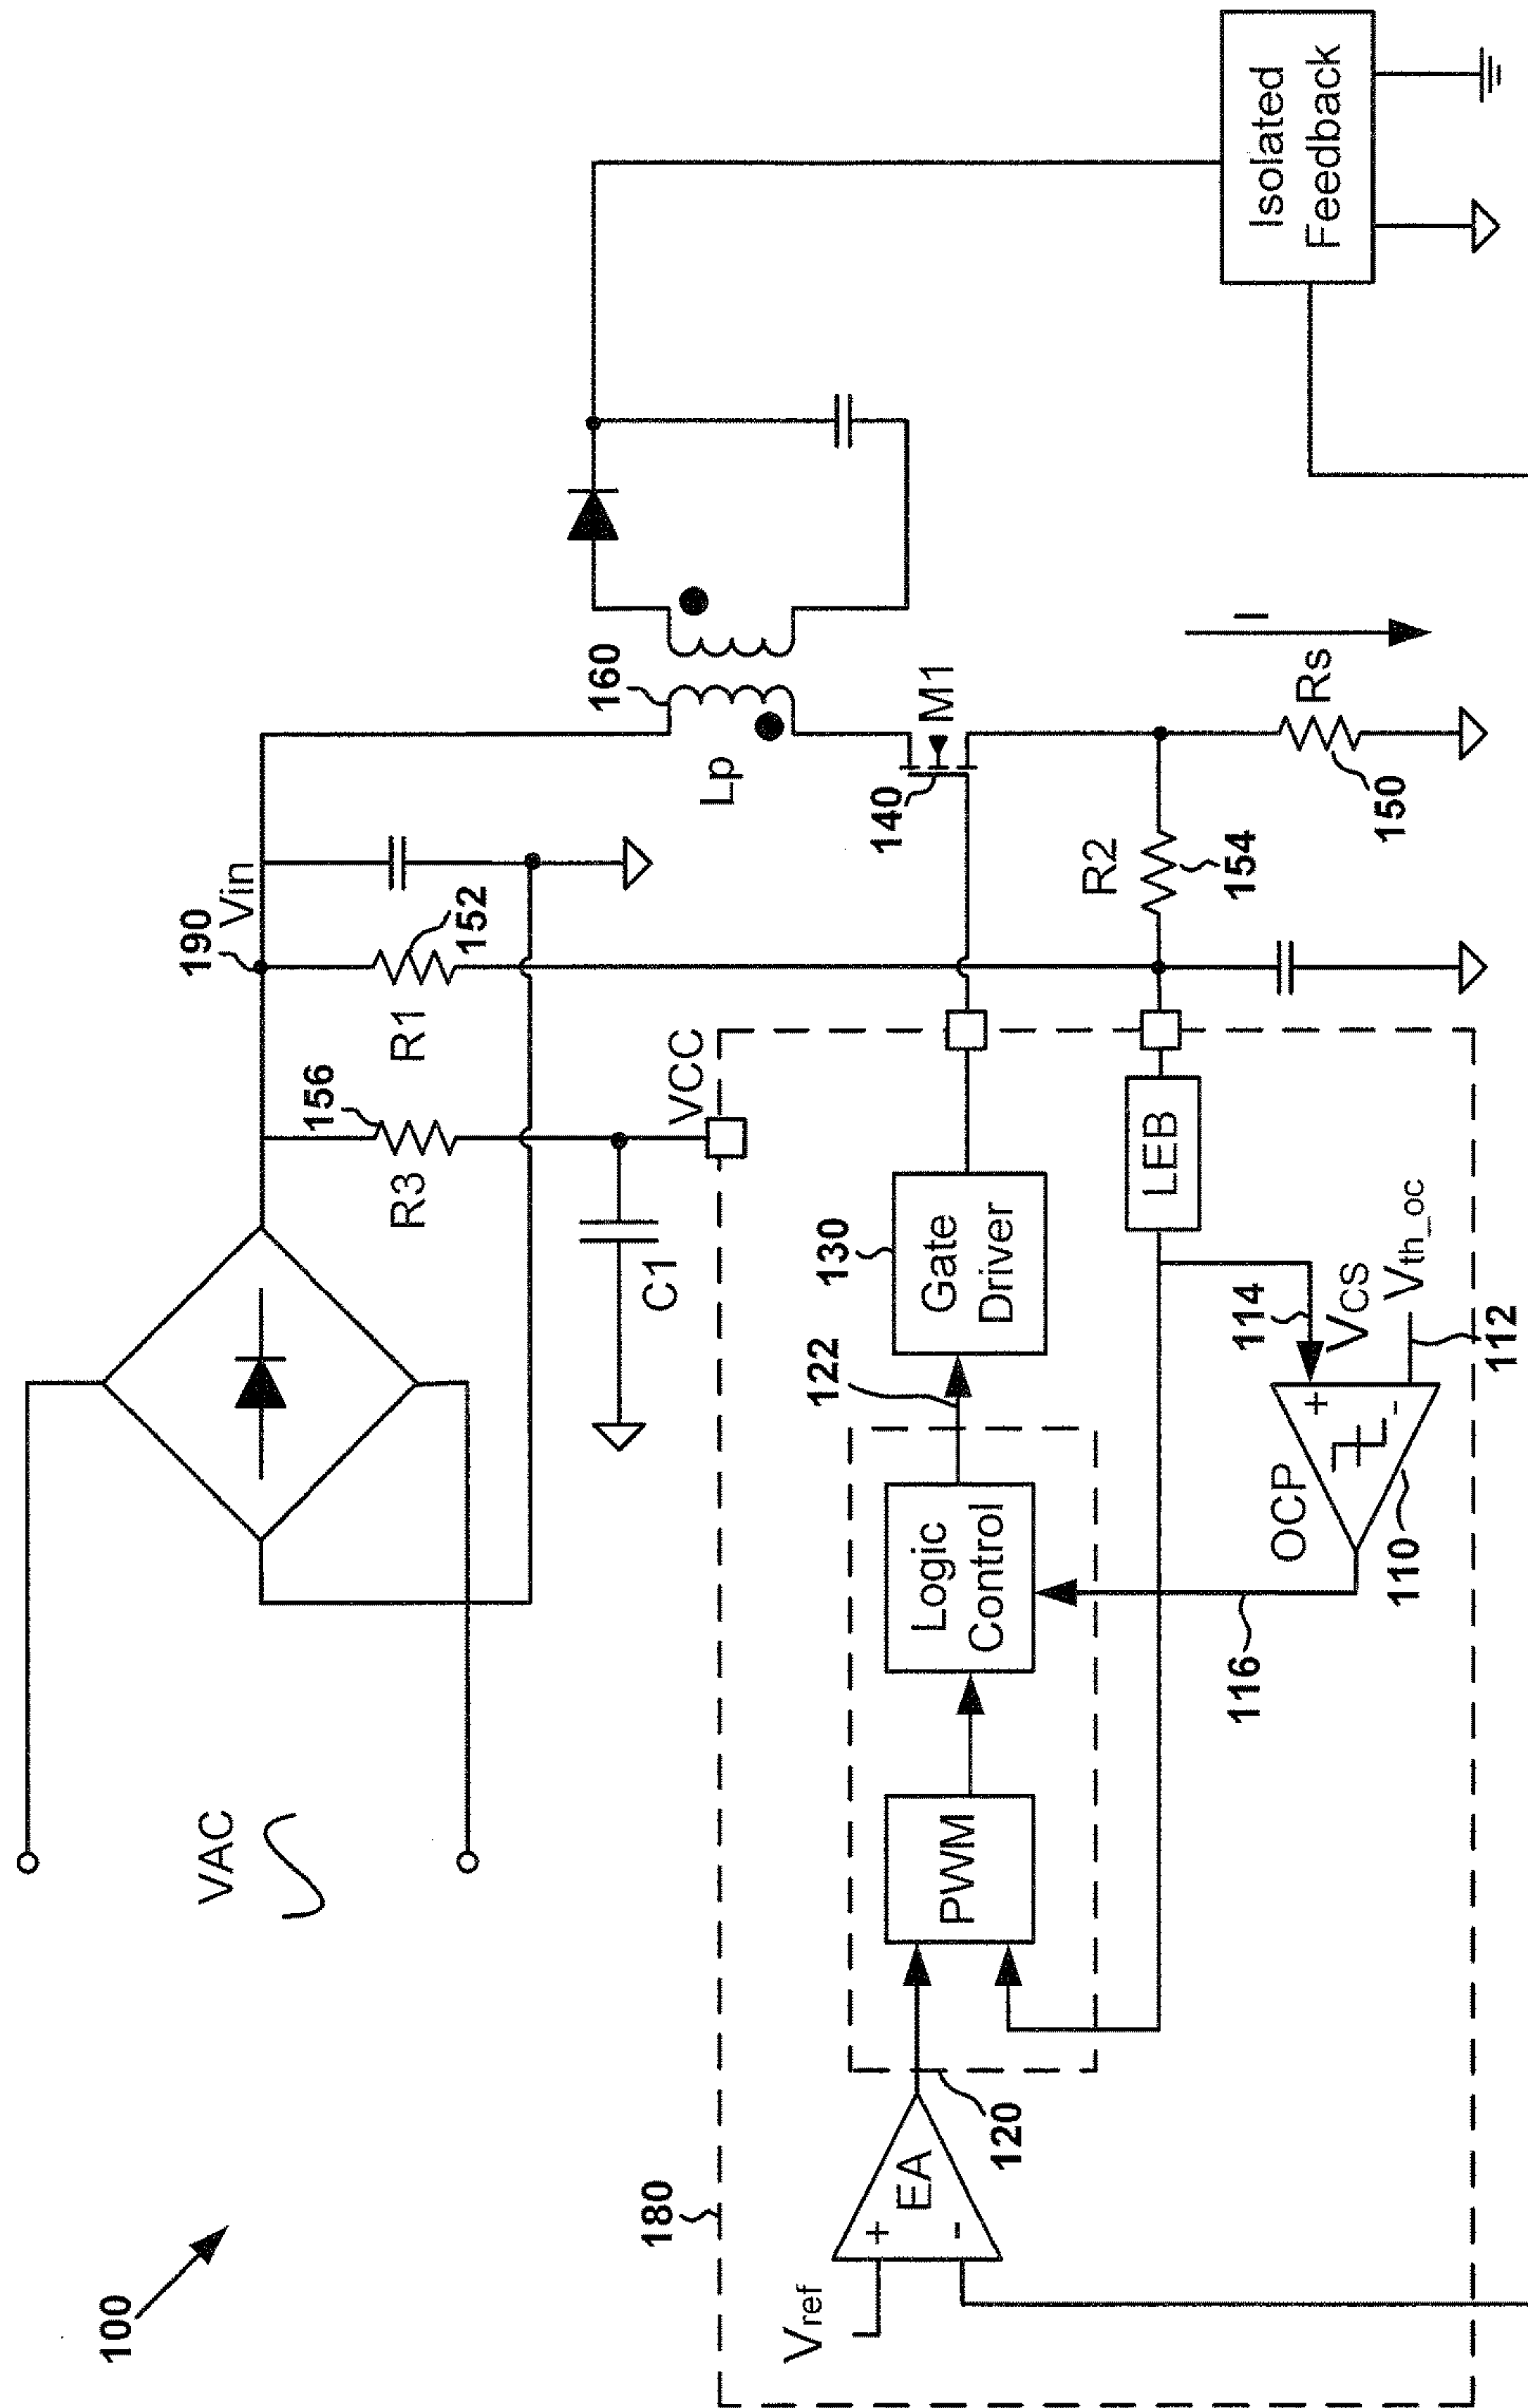 100
VAC
190
Vin
156
R3
R1
152
C1
VCC
160
Lp
Isolated
Feedback
180
Vref
+
-
EA
120
PWM
Logic
Control
122
130
Gate
Driver
140
M1
R2
154
I
Rs
150
LEB
116
OCP
110
+
-
114
VCS
Vth_oc
112